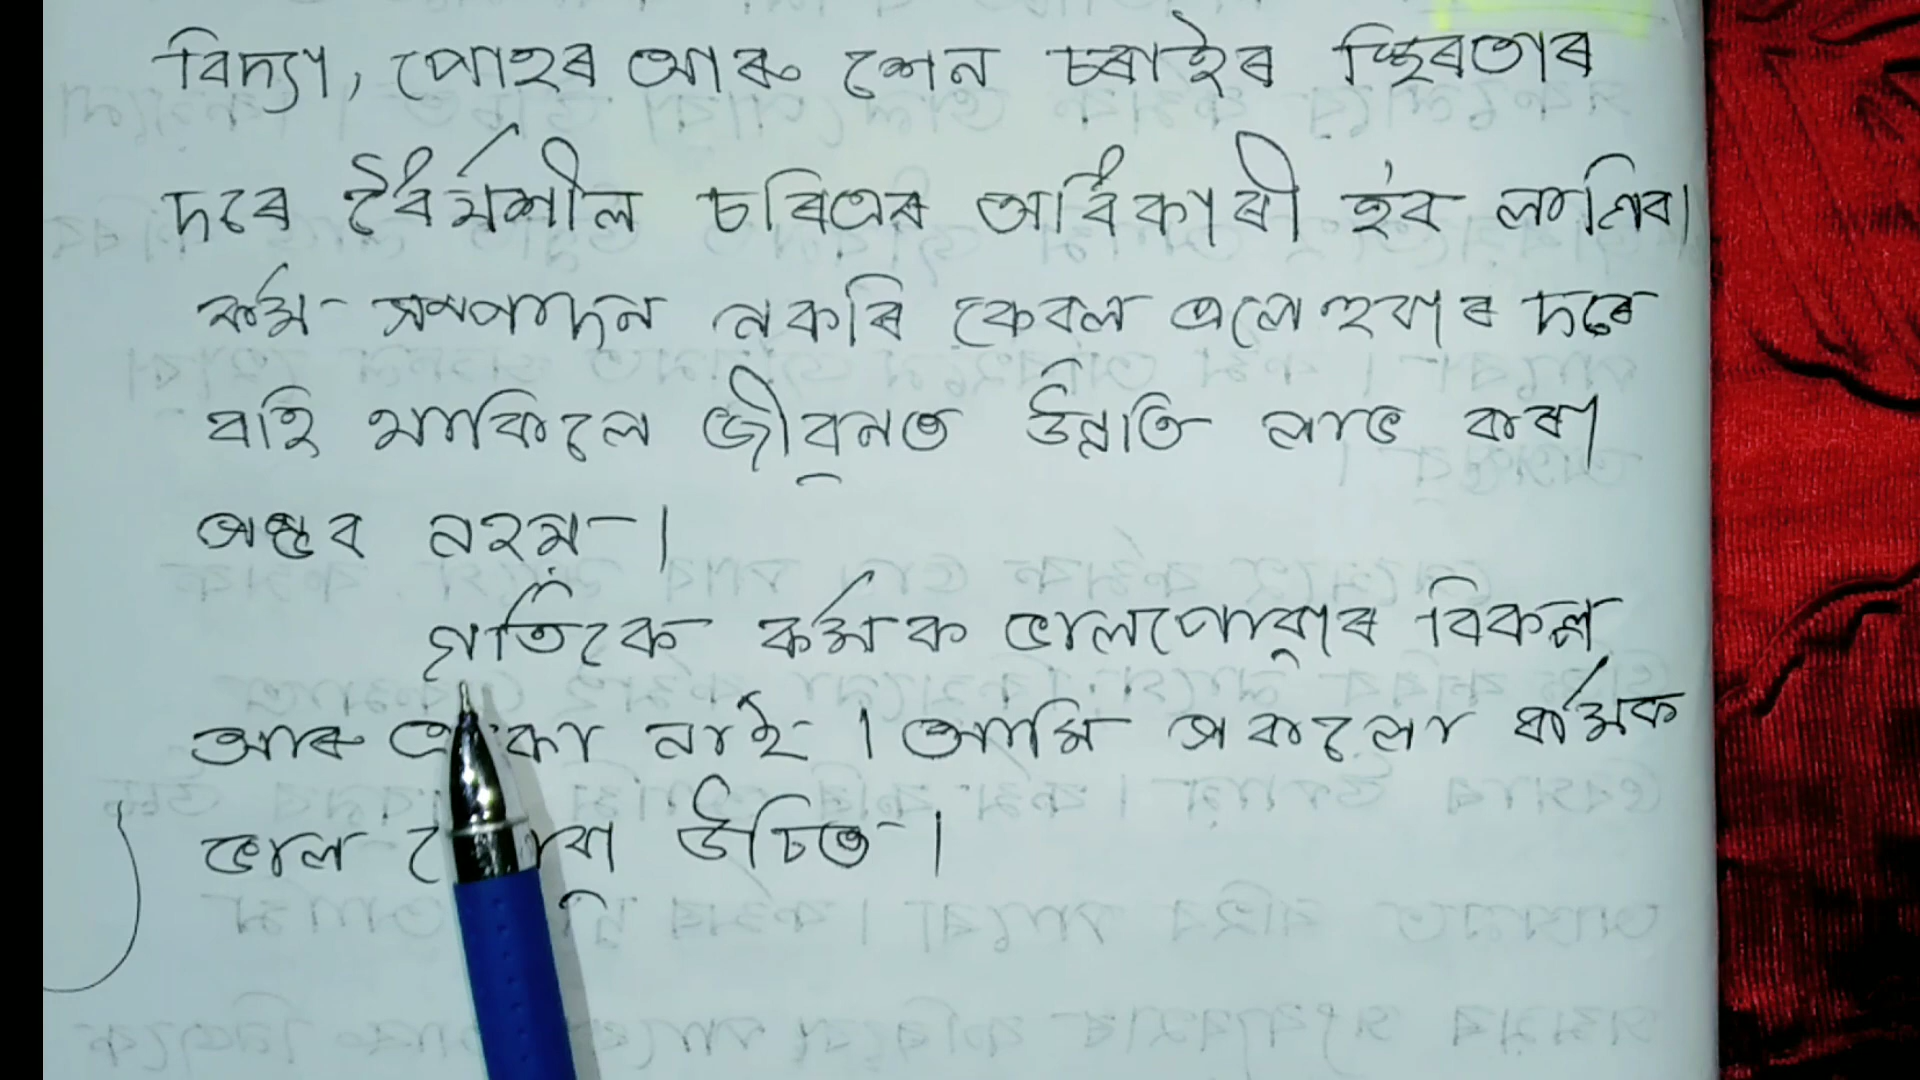 বিদ্যা, পোহৰ আৰু শেন চৰাইৰ স্থিৰতাৰ
দৰে ধৈৰ্যশীল চৰিত্ৰৰ অধিকাৰী হ'ব লাগিব।
কৰ্ম সম্পাদন নকৰি কেবল এলেহুৱাৰ দৰে
বহি থাকিলে জীৱনত উন্নতি লাভ কৰা
সম্ভৱ নহয়।
গতিকে কৰ্মক ভালপোৱাৰ বিকল্প
আৰু নাই। আমি সকলো কৰ্মক
ভাল উচিত।